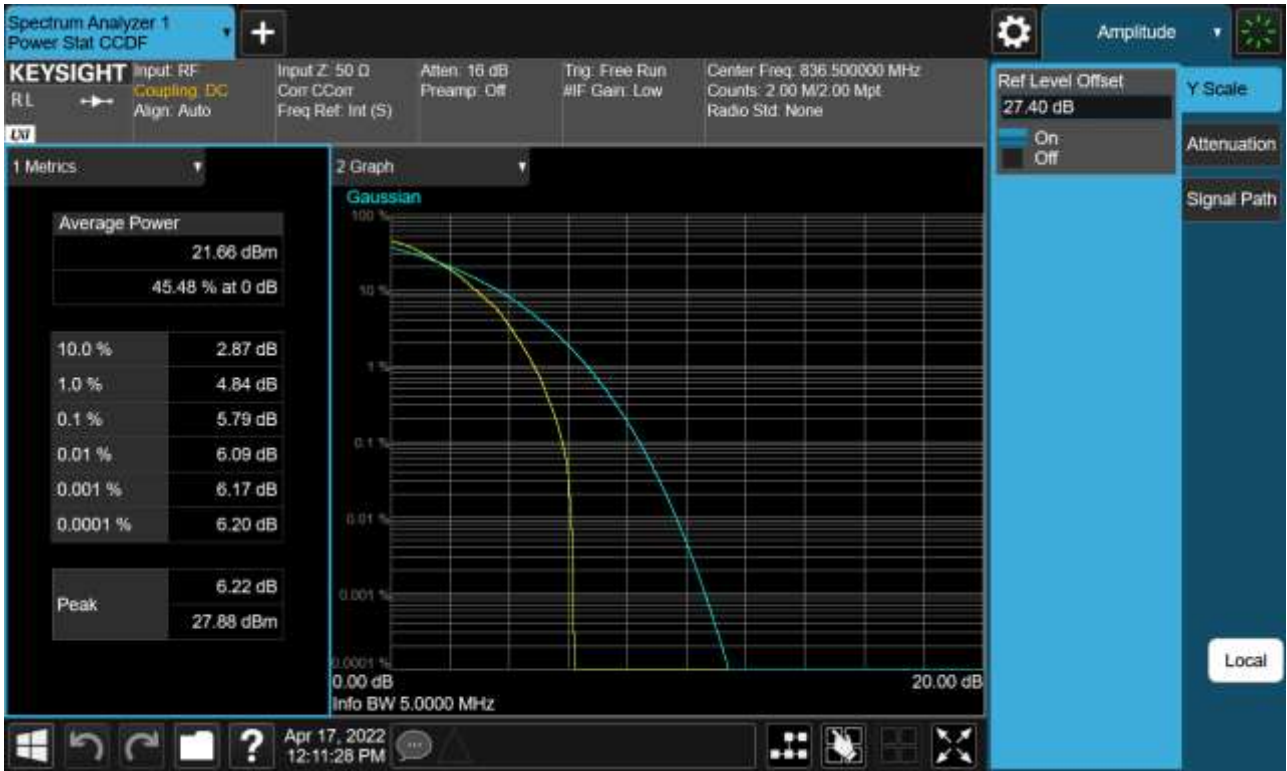 Spectrum Analyzer 1
Power Stat CCDF
+
Amplitude
KEYSIGHT
RL
LXI
Input: RF
Coupling: DC
Align: Auto
Input Z: 50 Ω
Corr CCorr
Freq Ref: Int (S)
Atten: 16 dB
Preamp: Off
Trig: Free Run
#IF Gain: Low
Center Freq: 836.500000 MHz
Counts: 2.00 M/2.00 Mpt
Radio Std: None
Ref Level Offset
27.40 dB
On
Off
Y Scale
Attenuation
Signal Path
1 Metrics
Average Power
21.66 dBm
45.48 % at 0 dB
10.0 % 2.87 dB
1.0 % 4.84 dB
0.1 % 5.79 dB
0.01 % 6.09 dB
0.001 % 6.17 dB
0.0001 % 6.20 dB
Peak
6.22 dB
27.88 dBm
2 Graph
Gaussian
100 %
10 %
1 %
0.1 %
0.01 %
0.001 %
0.0001 %
0.00 dB 20.00 dB
Info BW 5.0000 MHz
Local
?
Apr 17, 2022
12:11:28 PM